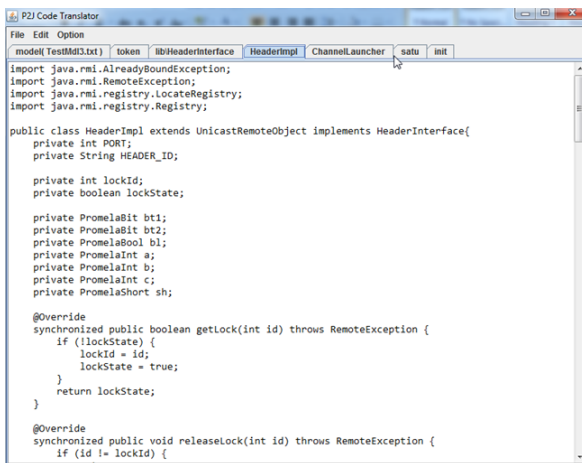 P2J Code Translator
File Edit Option
model( TestMdl3.txt ) token lib\HeaderInterface HeaderImpl ChannelLauncher satu init
import java.rmi.AlreadyBoundException;
import java.rmi.RemoteException;
import java.rmi.registry.LocateRegistry;
import java.rmi.registry.Registry;
public class HeaderImpl extends UnicastRemoteObject implements HeaderInterface{
private int PORT;
private String HEADER_ID;
private int lockId;
private boolean lockState;
private PromelaBit bt1;
private PromelaBit bt2;
private PromelaBool bl;
private PromelaInt a;
private PromelaInt b;
private PromelaInt c;
private PromelaShort sh;
@Override
synchronized public boolean getLock(int id) throws RemoteException {
if (!lockState) {
lockId = id;
lockState = true;
}
return lockState;
}
@Override
synchronized public void releaseLock(int id) throws RemoteException {
if (id != lockId) {